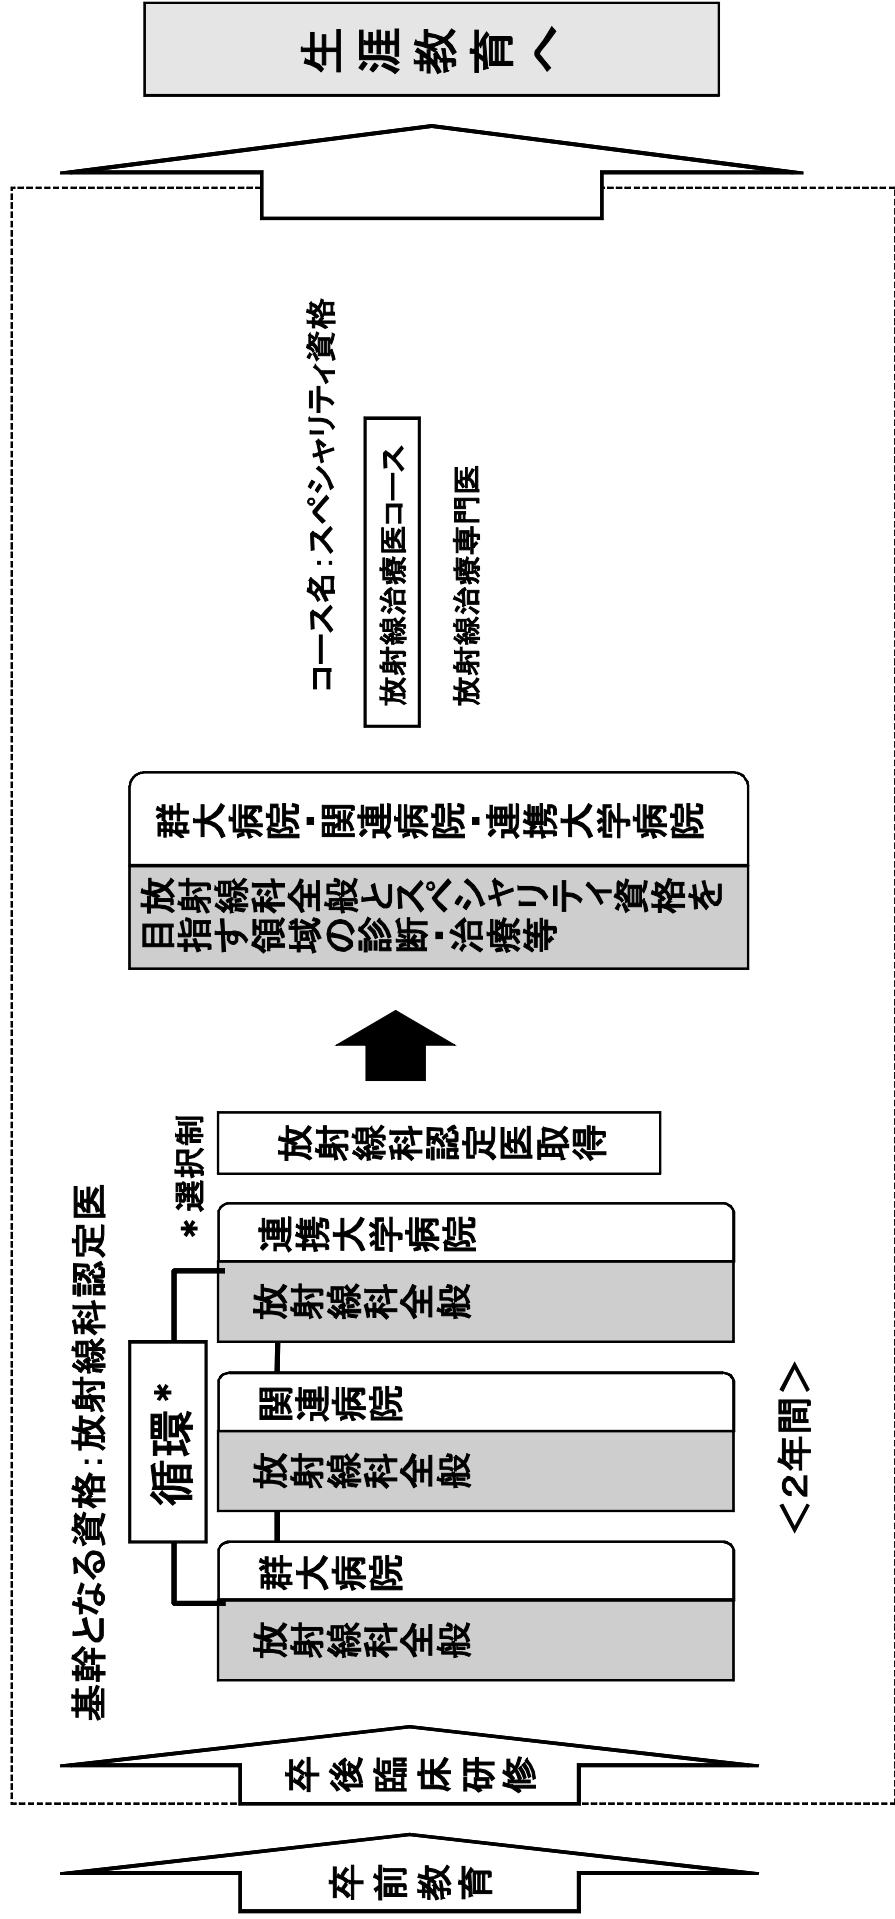 卒前教育
卒後臨床研修
基幹となる資格:放射線科認定医
循環*
*選択制
放射線科全般
群大病院
放射線科全般
関連病院
放射線科全般
連携大学病院
<2年間>
放射線科認定医取得
放射線科全般とスペシャリティ資格を
目指す領域の診断・治療等
群大病院・関連病院・連携大学病院
コース名:スペシャリティ資格
放射線治療医コース
放射線治療専門医
生涯教育へ